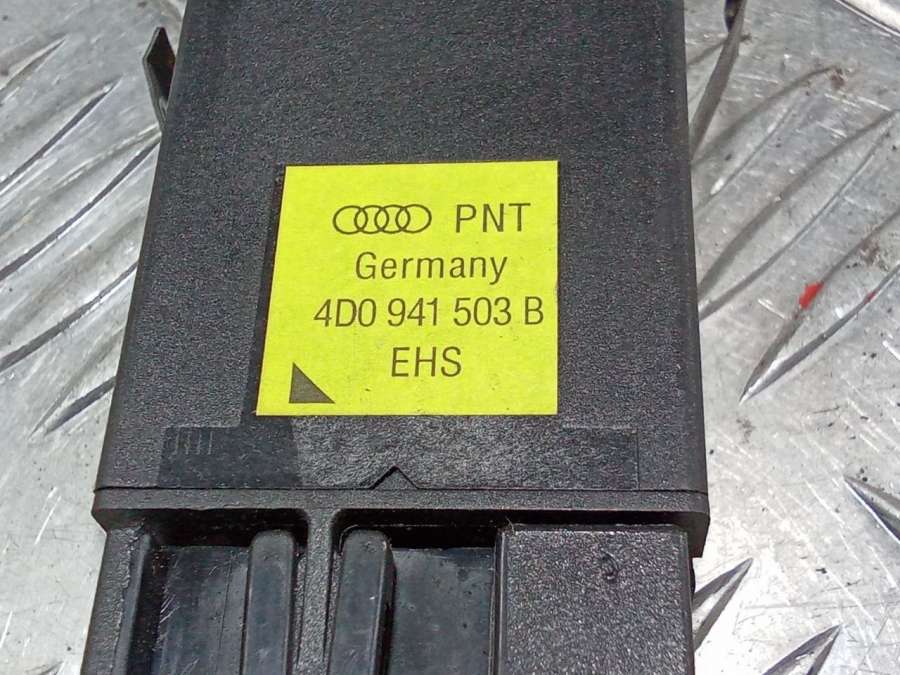 PNT
Germany
4D0 941 503 B
EHS